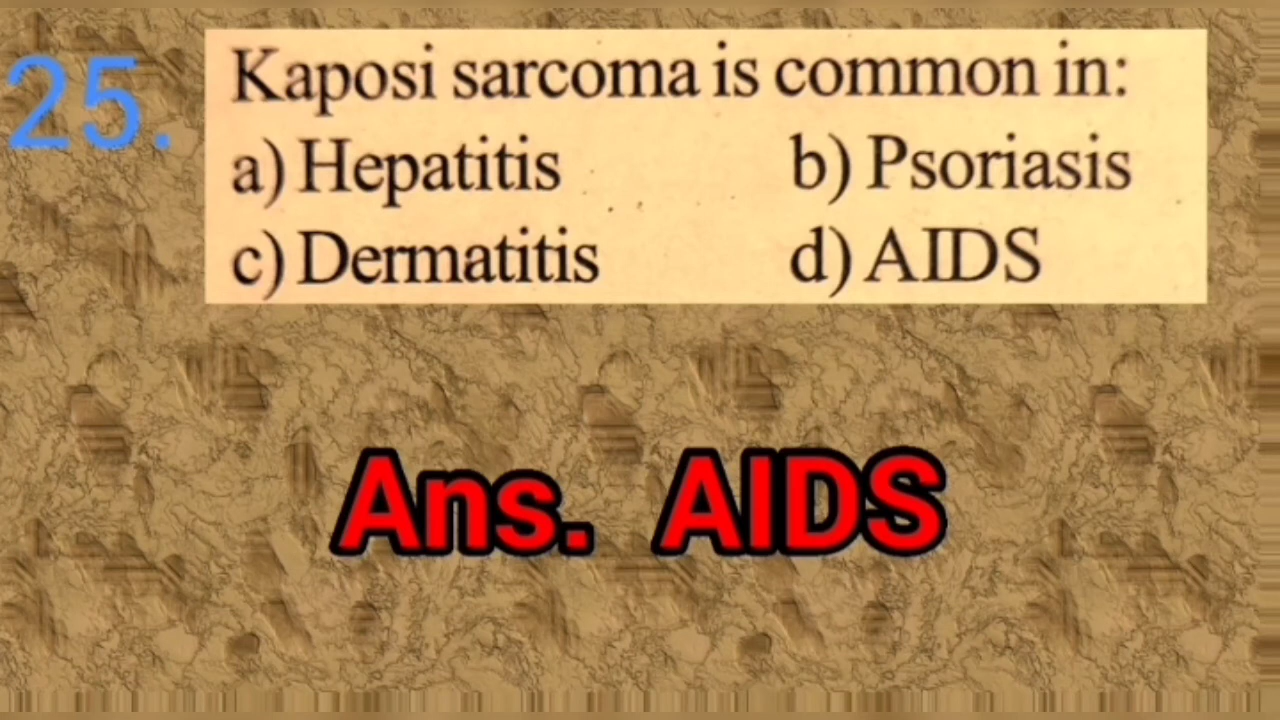 25. Kaposi sarcoma is common in:
a) Hepatitis b) Psoriasis
c) Dermatitis d) AIDS
Ans. AIDS